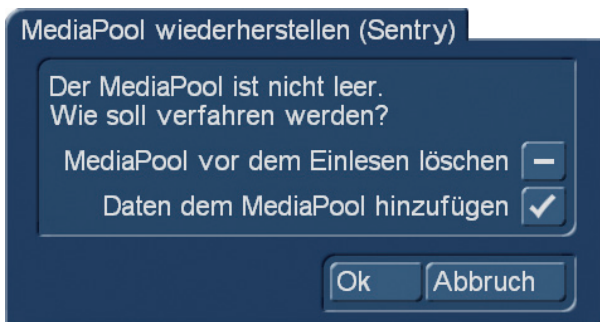 MediaPool wiederherstellen (Sentry)
Der MediaPool ist nicht leer.
Wie soll verfahren werden?
MediaPool vor dem Einlesen löschen
Daten dem MediaPool hinzufügen
Ok Abbruch